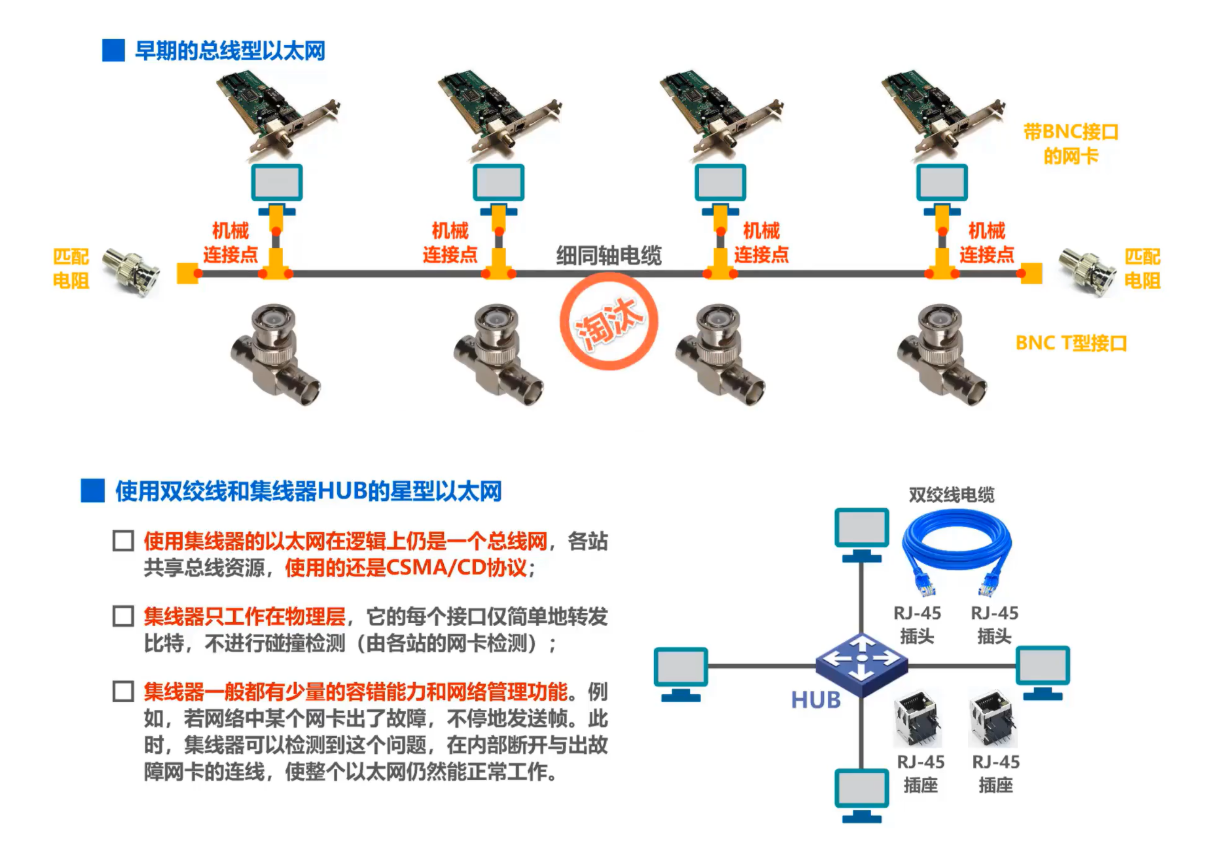 早期的总线型以太网
带BNC接口
的网卡
机械
连接点
机械
连接点
机械
连接点
机械
连接点
匹配
电阻
细同轴电缆
匹配
电阻
淘汰
BNC T型接口
使用双绞线和集线器HUB的星型以太网
使用集线器的以太网在逻辑上仍是一个总线网，各站
共享总线资源，使用的还是CSMA/CD协议；
集线器只工作在物理层，它的每个接口仅简单地转发
比特，不进行碰撞检测（由各站的网卡检测）；
集线器一般都有少量的容错能力和网络管理功能。例
如，若网络中某个网卡出了故障，不停地发送帧。此
时，集线器可以检测到这个问题，在内部断开与出故
障网卡的连线，使整个以太网仍然能正常工作。
双绞线电缆
RJ-45
插头
RJ-45
插头
HUB
RJ-45
插座
RJ-45
插座